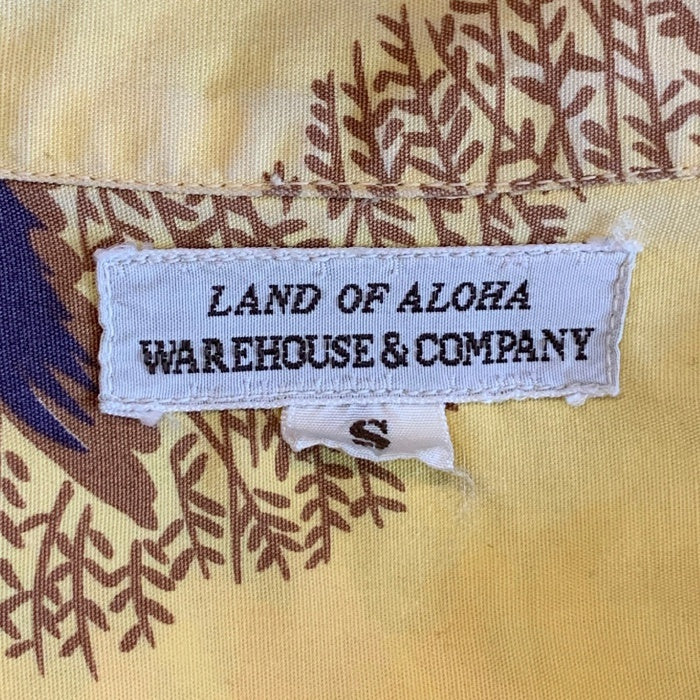 LAND OF ALOHA
WAREHOUSE & COMPANY
S